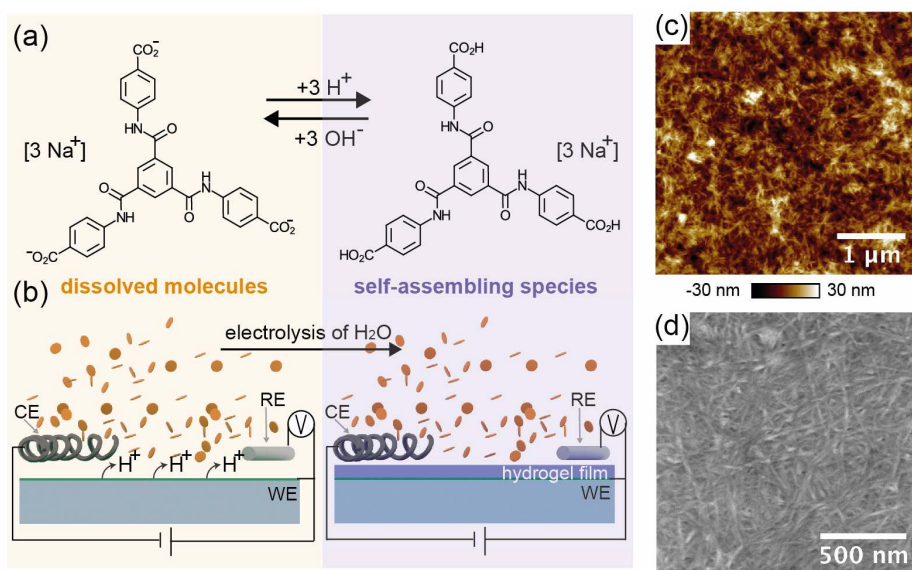 (a)
CO₂⁻
HN
O
[3 Na⁺]
O
O
NH
HN
⁻O₂C
CO₂⁻
+3 H⁺
+3 OH⁻
CO₂H
HN
O
[3 Na⁺]
O
O
NH
HN
HO₂C
CO₂H
dissolved molecules
self-assembling species
(b)
electrolysis of H₂O
CE
RE
V
H⁺
H⁺
H⁺
WE
CE
RE
V
hydrogel film
WE
(c)
1 µm
-30 nm
30 nm
(d)
500 nm